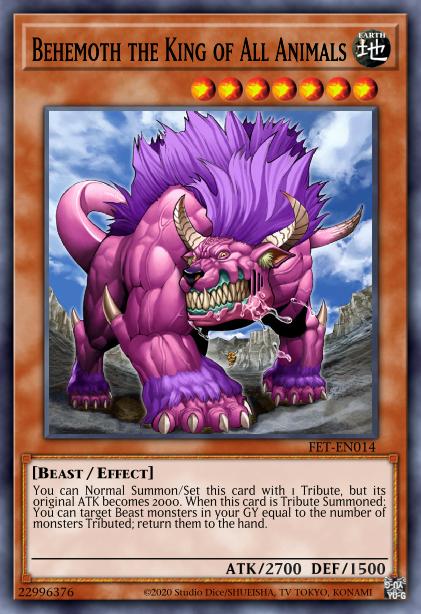 Behemoth the King of All Animals
EARTH
地
FET-EN014
[Beast / Effect]
You can Normal Summon/Set this card with 1 Tribute, but its
original ATK becomes 2000. When this card is Tribute Summoned:
You can target Beast monsters in your GY equal to the number of
monsters Tributed; return them to the hand.
ATK/2700 DEF/1500
22996376
©2020 Studio Dice/SHUEISHA, TV TOKYO, KONAMI